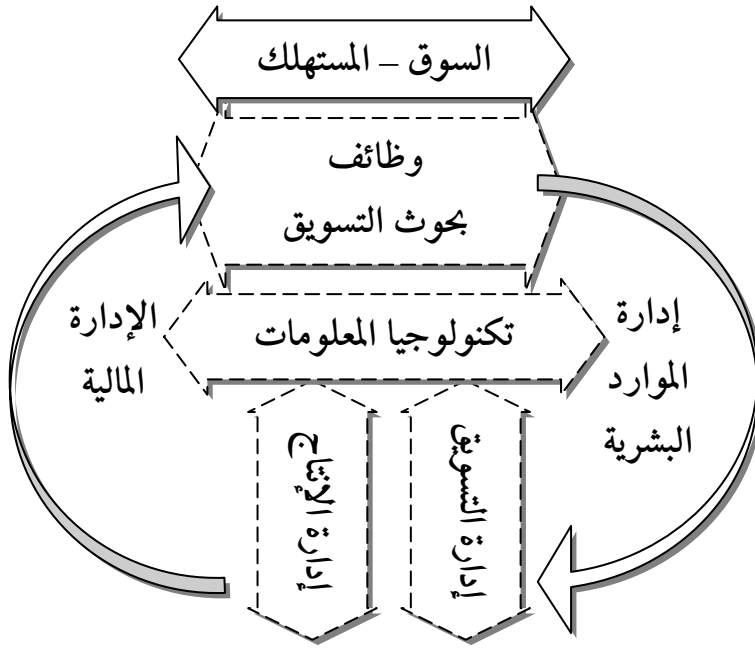 السوق – المستهلك
وظائف
بحوث التسويق
تكنولوجيا المعلومات
إدارة
الموارد
البشرية
الإدارة
المالية
إدارة التسويق
إدارة الإنتاج